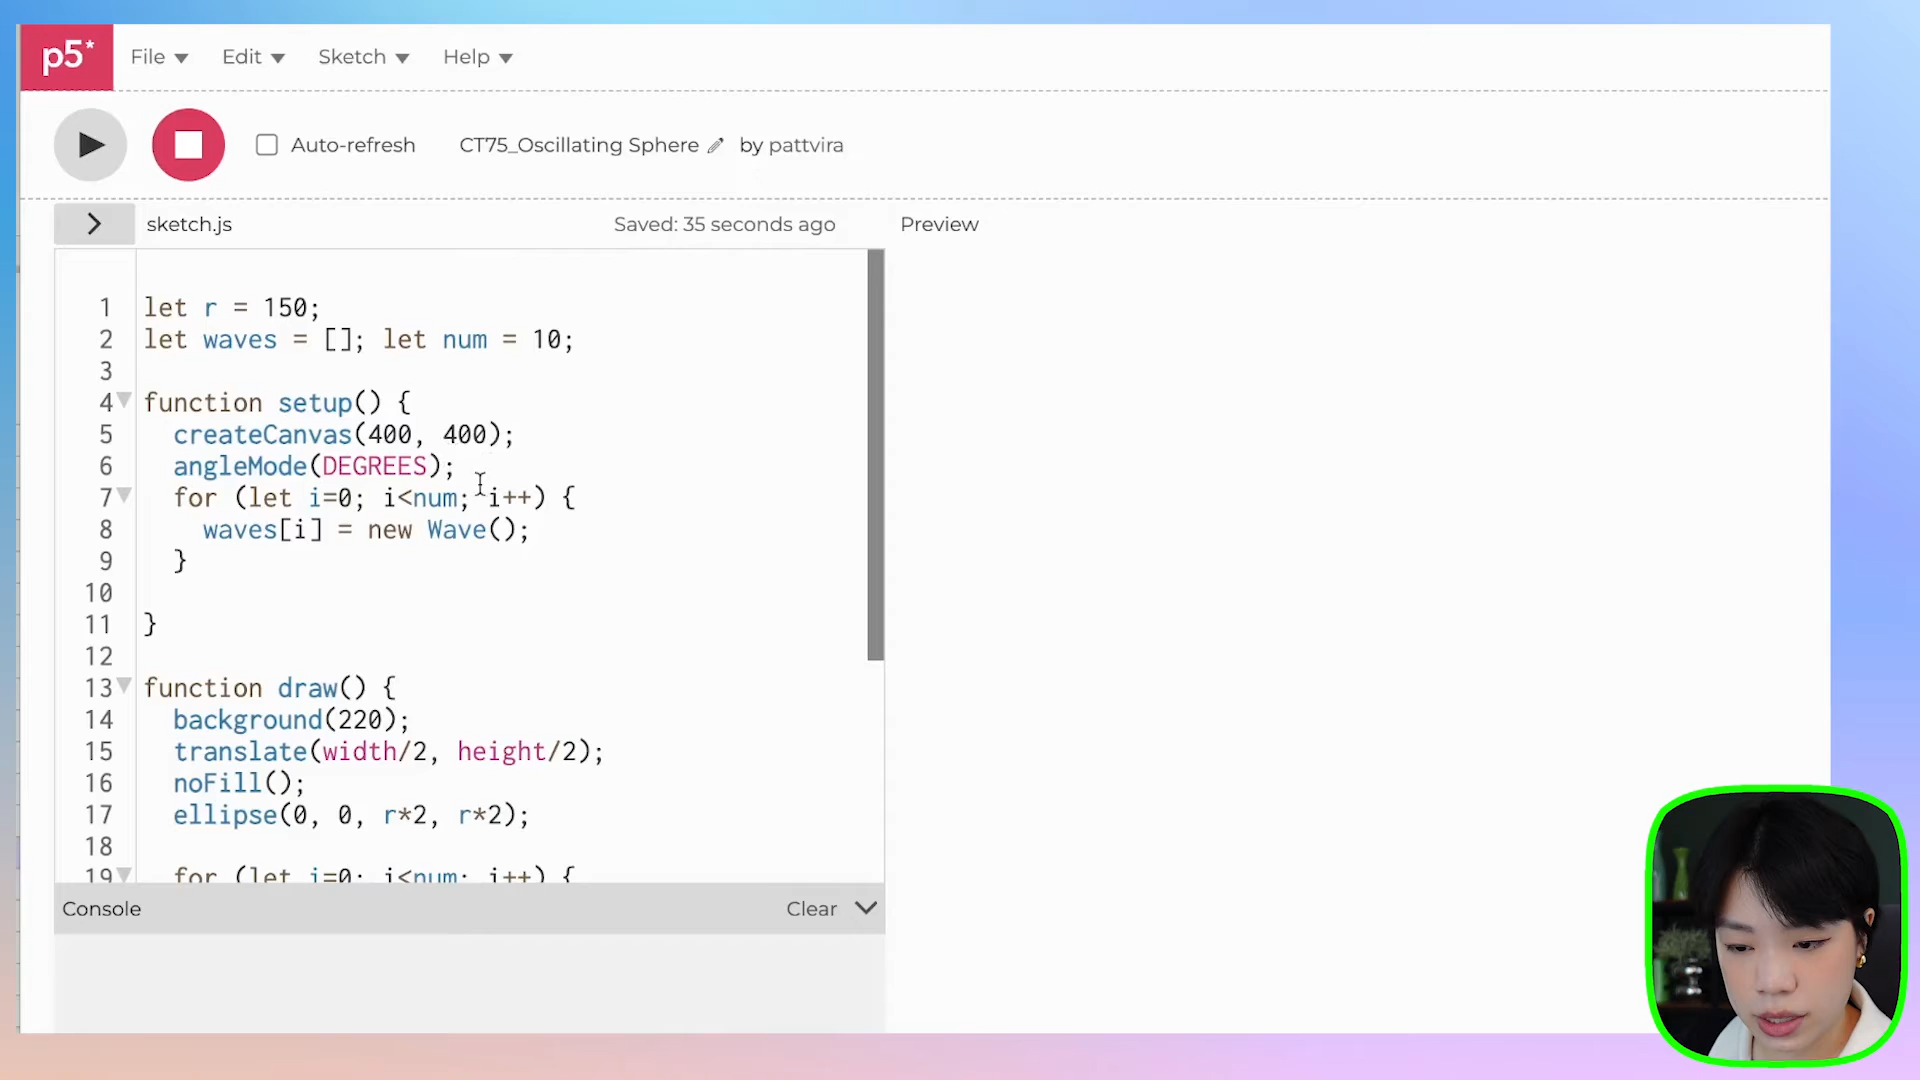 p5* File Edit Sketch Help
Auto-refresh CT75_Oscillating Sphere by pattvira
sketch.js Saved: 35 seconds ago Preview
1 let r = 150;
2 let waves = []; let num = 10;
3
4 function setup() {
5 createCanvas(400, 400);
6 angleMode(DEGREES);
7 for (let i=0; i<num; i++) {
8 waves[i] = new Wave();
9 }
10
11 }
12
13 function draw() {
14 background(220);
15 translate(width/2, height/2);
16 noFill();
17 ellipse(0, 0, r*2, r*2);
18
19 for (let i=0; i<num; i++) {
Console Clear